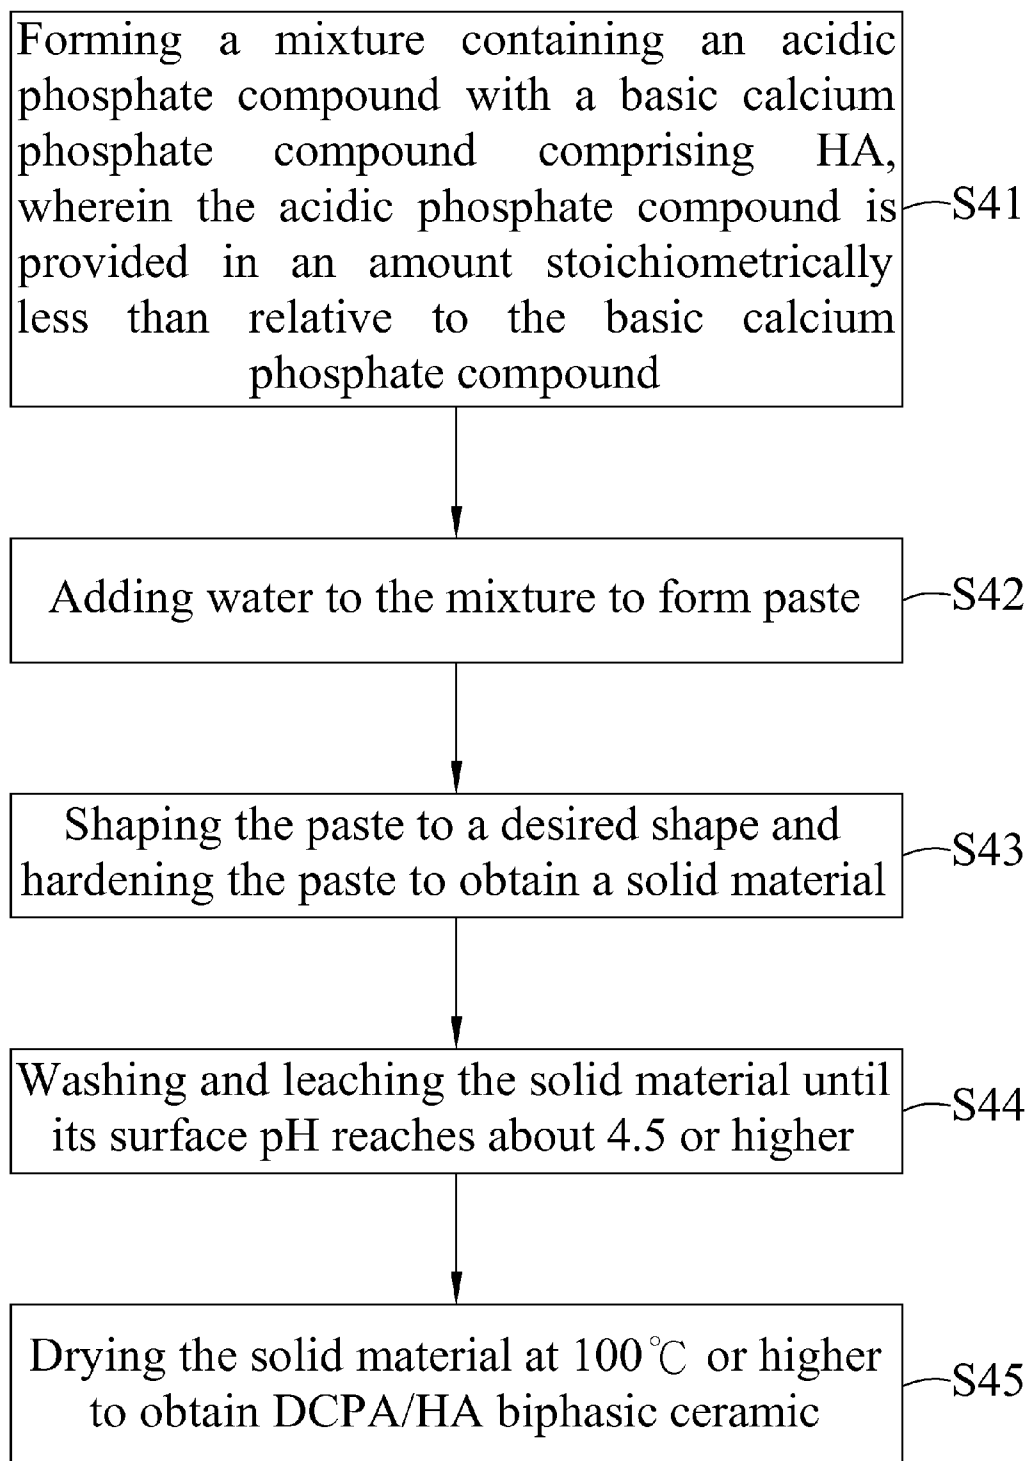 Forming a mixture containing an acidic
phosphate compound with a basic calcium
phosphate compound comprising HA,
wherein the acidic phosphate compound is
provided in an amount stoichiometrically
less than relative to the basic calcium
phosphate compound
S41
Adding water to the mixture to form paste
S42
Shaping the paste to a desired shape and
hardening the paste to obtain a solid material
S43
Washing and leaching the solid material until
its surface pH reaches about 4.5 or higher
S44
Drying the solid material at 100℃ or higher
to obtain DCPA/HA biphasic ceramic
S45